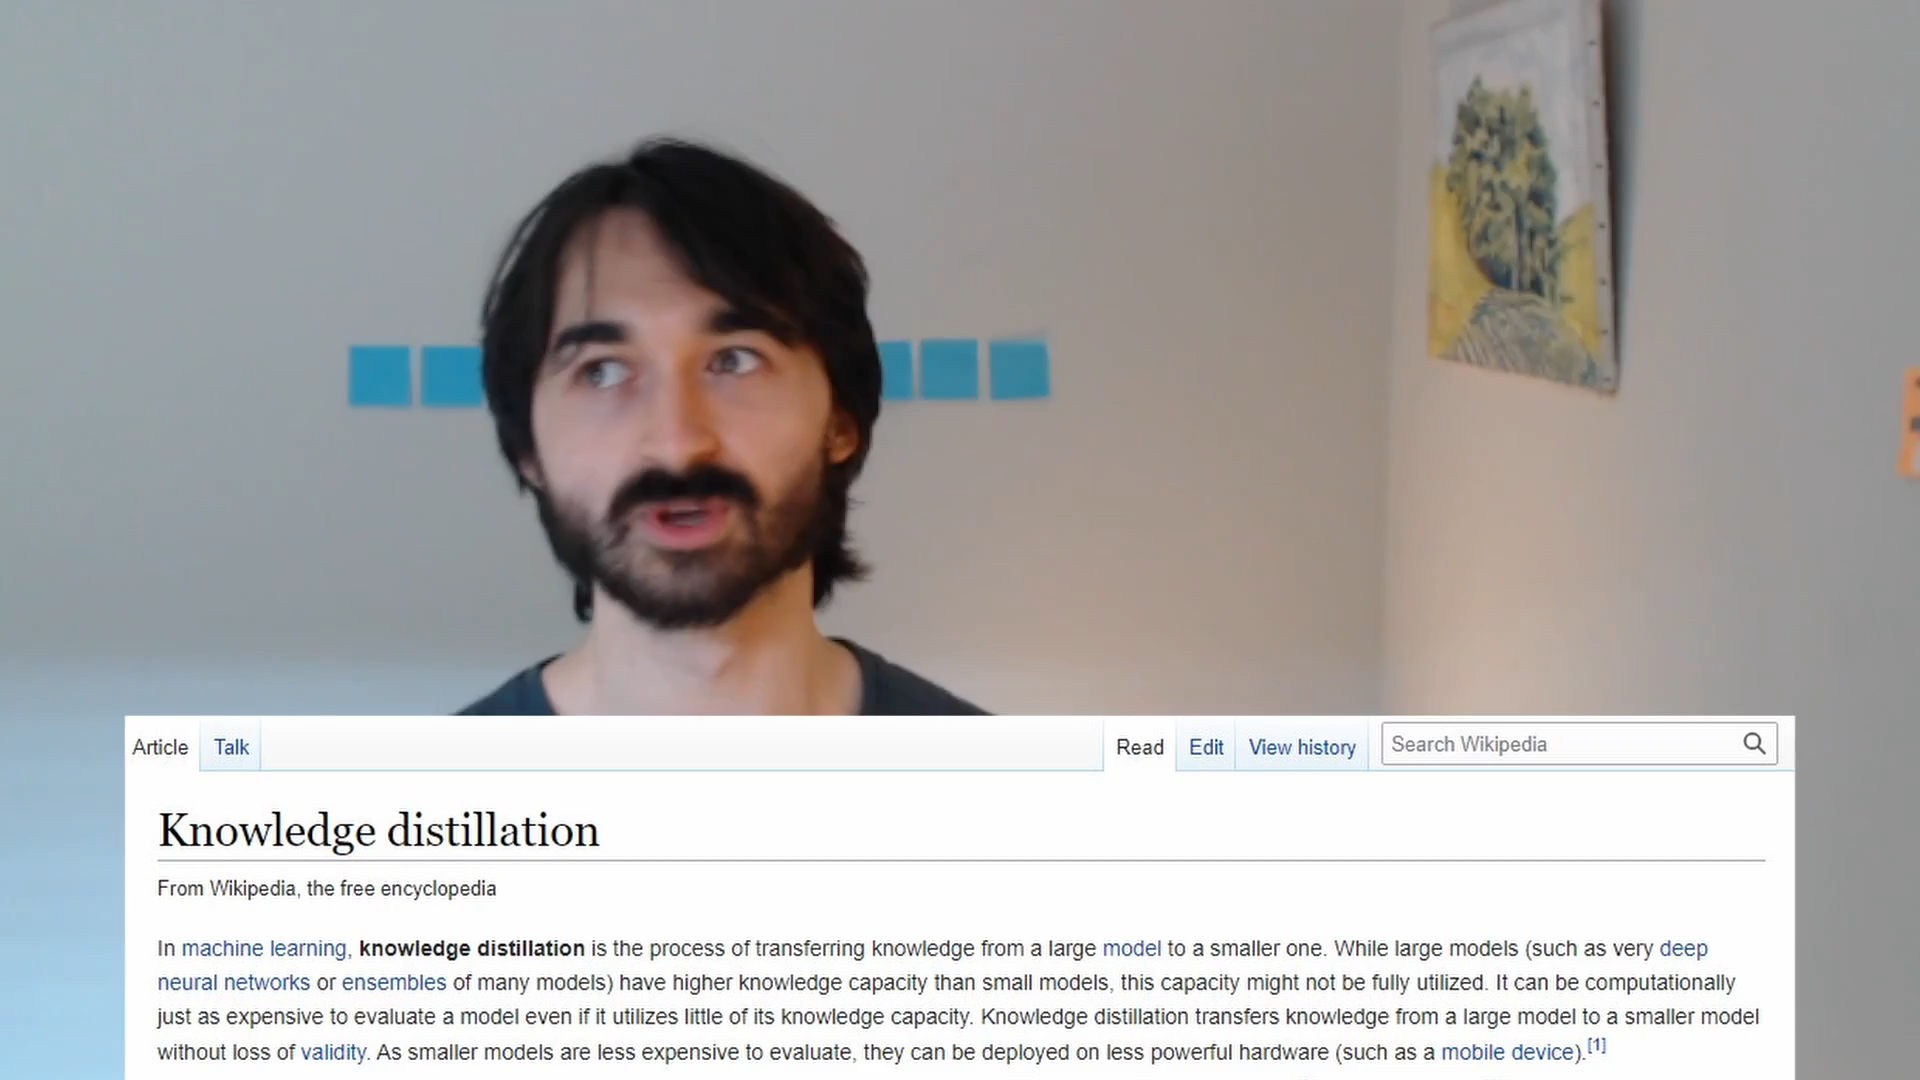 Article Talk Read Edit View history Search Wikipedia
Knowledge distillation
From Wikipedia, the free encyclopedia
In machine learning, knowledge distillation is the process of transferring knowledge from a large model to a smaller one. While large models (such as very deep
neural networks or ensembles of many models) have higher knowledge capacity than small models, this capacity might not be fully utilized. It can be computationally
just as expensive to evaluate a model even if it utilizes little of its knowledge capacity. Knowledge distillation transfers knowledge from a large model to a smaller model
without loss of validity. As smaller models are less expensive to evaluate, they can be deployed on less powerful hardware (such as a mobile device).[1]